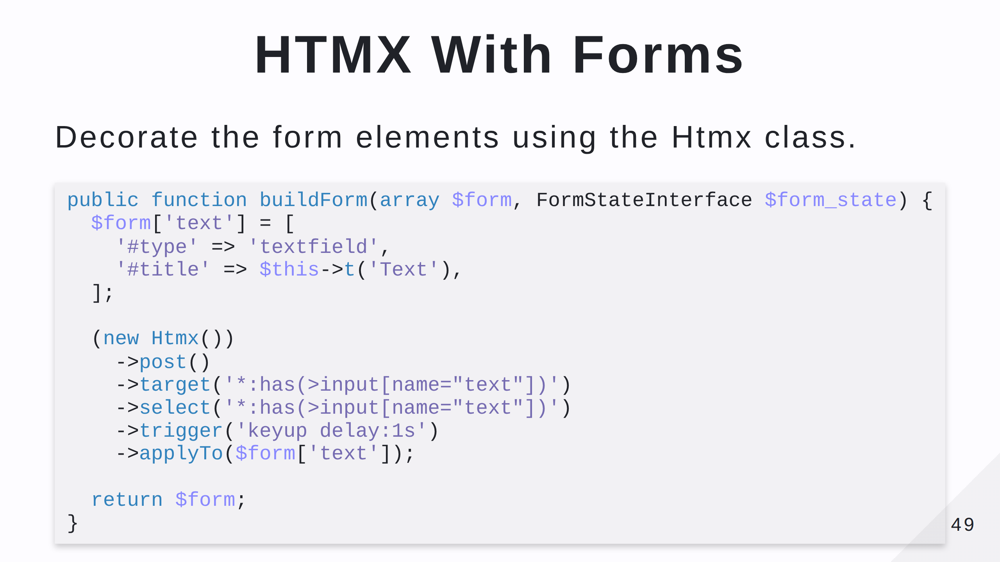 HTMX With Forms
Decorate the form elements using the Htmx class.
public function buildForm(array $form, FormStateInterface $form_state) {
  $form['text'] = [
    '#type' => 'textfield',
    '#title' => $this->t('Text'),
  ];

  (new Htmx())
    ->post()
    ->target('*:has(>input[name="text"])')
    ->select('*:has(>input[name="text"])')
    ->trigger('keyup delay:1s')
    ->applyTo($form['text']);

  return $form;
}
49